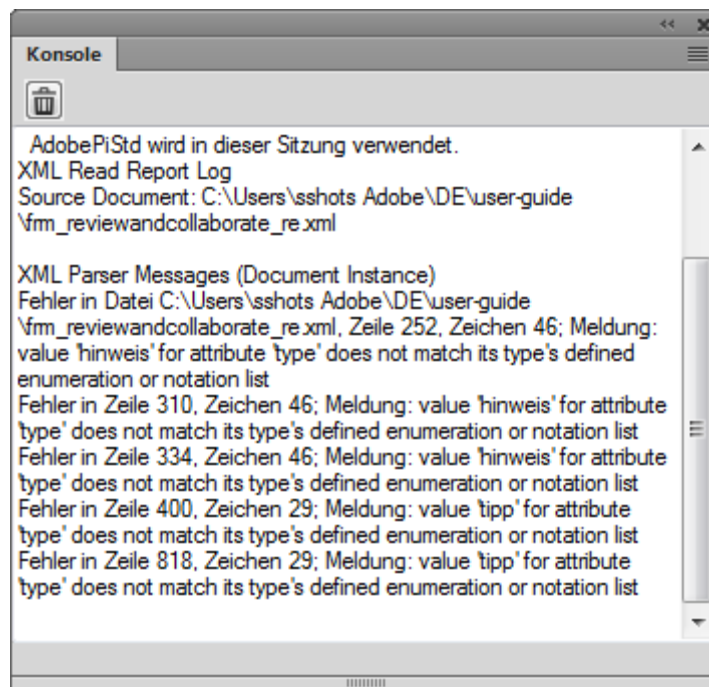 Konsole
AdobePiStd wird in dieser Sitzung verwendet.
XML Read Report Log
Source Document: C:\Users\sshots Adobe\DE\user-guide
\frm_reviewandcollaborate_re.xml
XML Parser Messages (Document Instance)
Fehler in Datei C:\Users\sshots Adobe\DE\user-guide
\frm_reviewandcollaborate_re.xml, Zeile 252, Zeichen 46; Meldung:
value 'hinweis' for attribute 'type' does not match its type's defined
enumeration or notation list
Fehler in Zeile 310, Zeichen 46; Meldung: value 'hinweis' for attribute
'type' does not match its type's defined enumeration or notation list
Fehler in Zeile 334, Zeichen 46; Meldung: value 'hinweis' for attribute
'type' does not match its type's defined enumeration or notation list
Fehler in Zeile 400, Zeichen 29; Meldung: value 'tipp' for attribute
'type' does not match its type's defined enumeration or notation list
Fehler in Zeile 818, Zeichen 29; Meldung: value 'tipp' for attribute
'type' does not match its type's defined enumeration or notation list